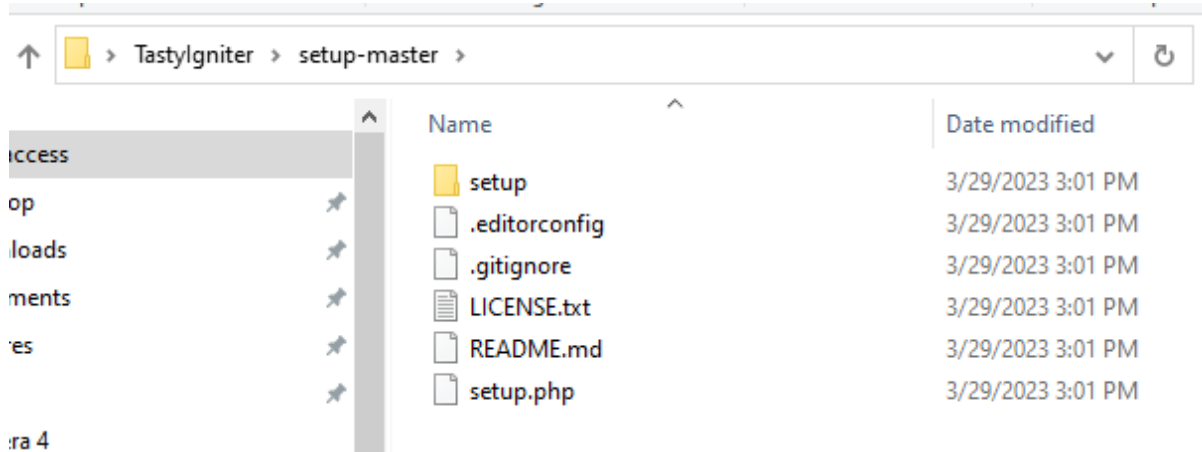 TastyIgniter > setup-master >
Name Date modified
setup 3/29/2023 3:01 PM
.editorconfig 3/29/2023 3:01 PM
.gitignore 3/29/2023 3:01 PM
LICENSE.txt 3/29/2023 3:01 PM
README.md 3/29/2023 3:01 PM
setup.php 3/29/2023 3:01 PM
access
op
loads
ments
res
era 4